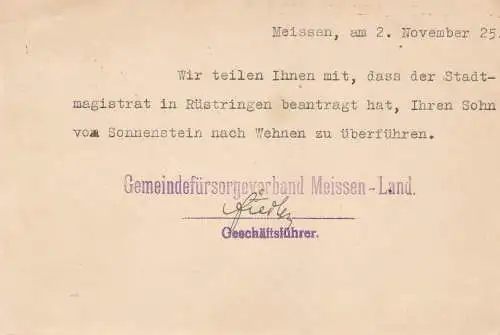 Meissen, am 2. November 25.
Wir teilen Ihnen mit, dass der Stadt-
magistrat in Rüstringen beantragt hat, Ihren Sohn
von Sonnenstein nach Wehnen zu überführen.
Gemeindefürsorgeverband Meissen-Land.
Geschäftsführer.